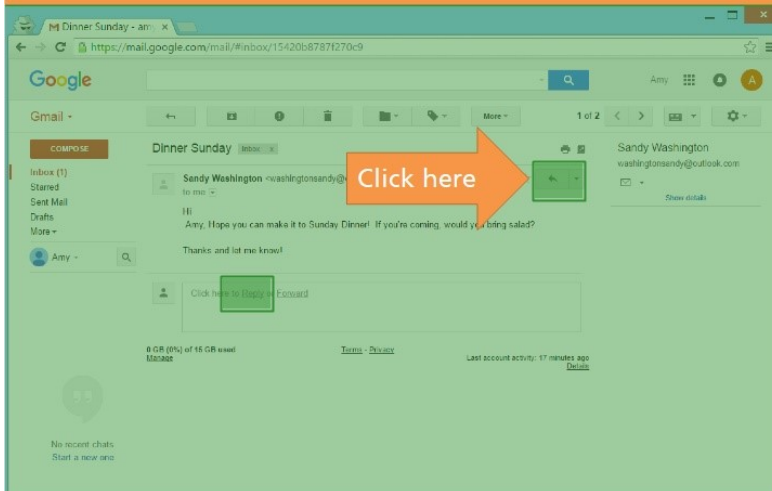 M Dinner Sunday - amy ×
https://mail.google.com/mail/#inbox/15420b8787f270c9
Google
Amy
A
Gmail
More
1 of 2
COMPOSE
Inbox (1)
Starred
Sent Mail
Drafts
More
Amy
Dinner Sunday Inbox x
Sandy Washington <washingtonsandy@
to me
Click here
Hi
Amy, Hope you can make it to Sunday Dinner! If you're coming, would you bring salad?
Thanks and let me know!
Click here to Reply or Forward
0 GB (0%) of 15 GB used
Manage
Terms - Privacy
Last account activity: 17 minutes ago
Details
Sandy Washington
washingtonsandy@outlook.com
Show details
No recent chats
Start a new one